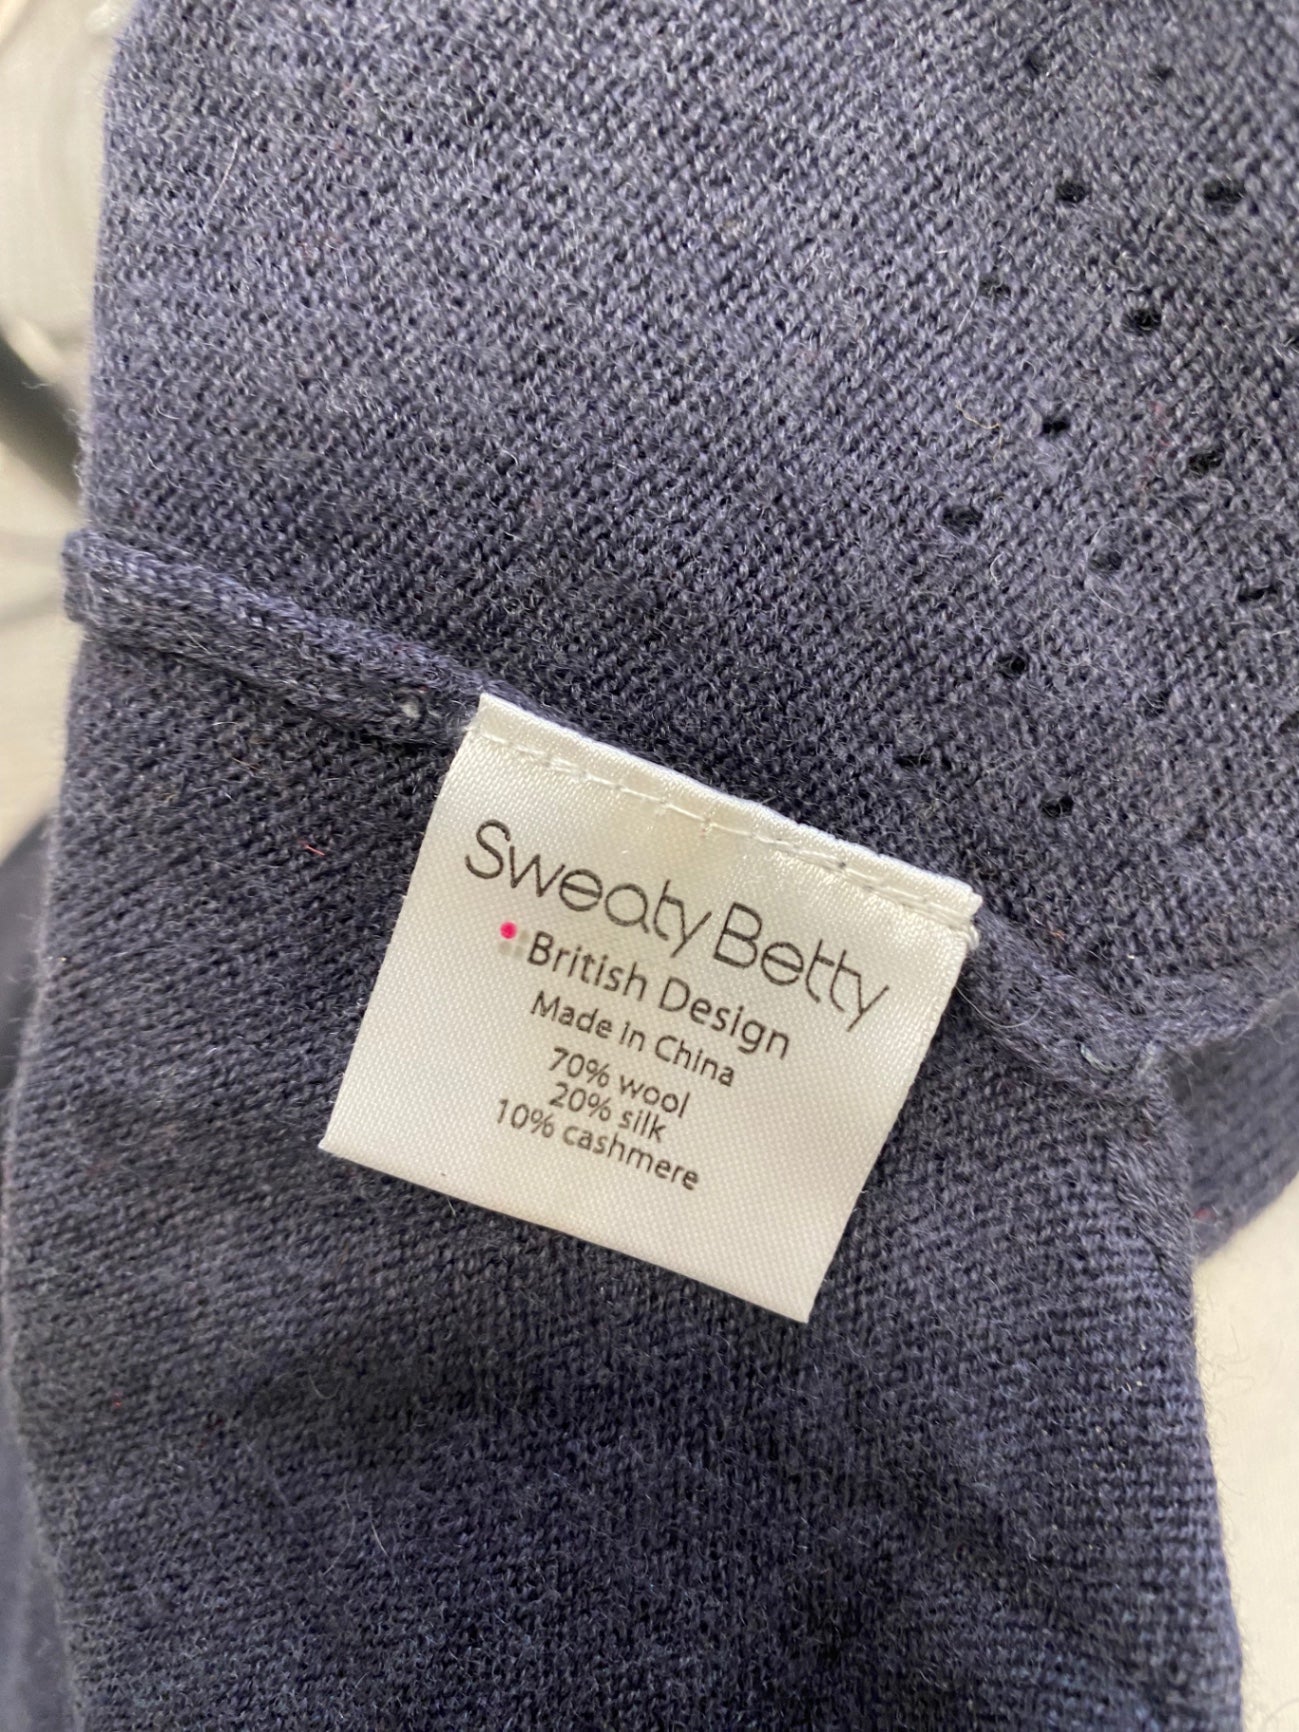 Sweaty Betty
British Design
Made in China
70% wool
20% silk
10% cashmere